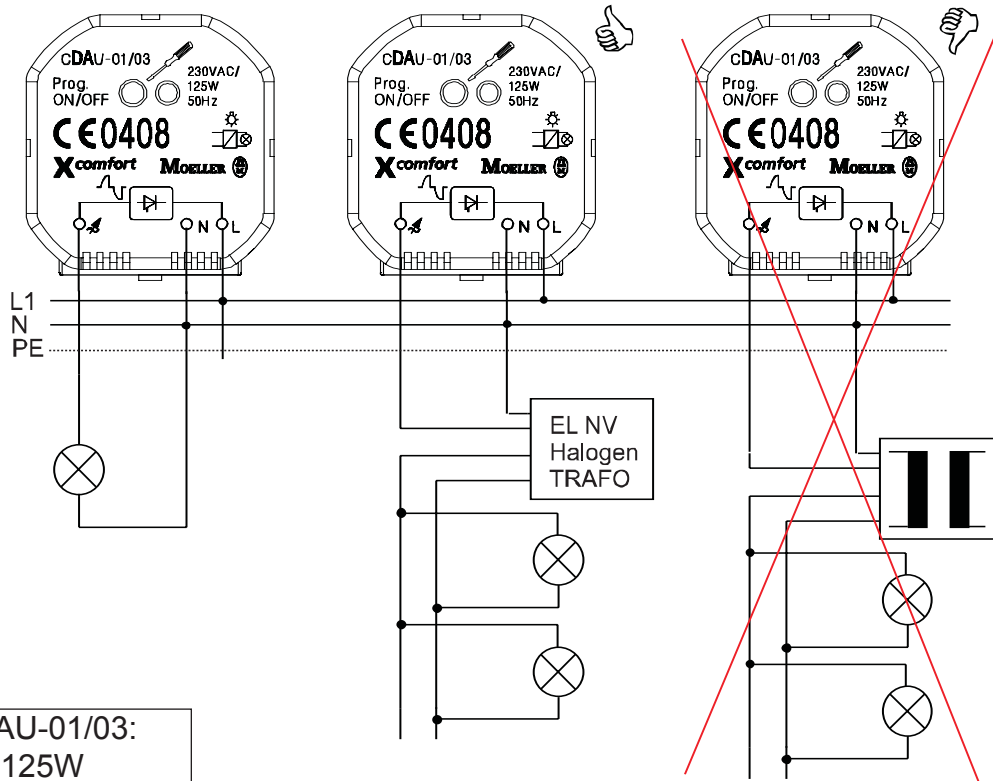 CDAU-01/03
Prog.
ON/OFF
230VAC/
125W
50Hz
CE0408
Xcomfort MOELLER
N L
CDAU-01/03
Prog.
ON/OFF
230VAC/
125W
50Hz
CE0408
Xcomfort MOELLER
N L
CDAU-01/03
Prog.
ON/OFF
230VAC/
125W
50Hz
CE0408
Xcomfort MOELLER
N L
L1
N
PE
EL NV
Halogen
TRAFO
AU-01/03:
125W